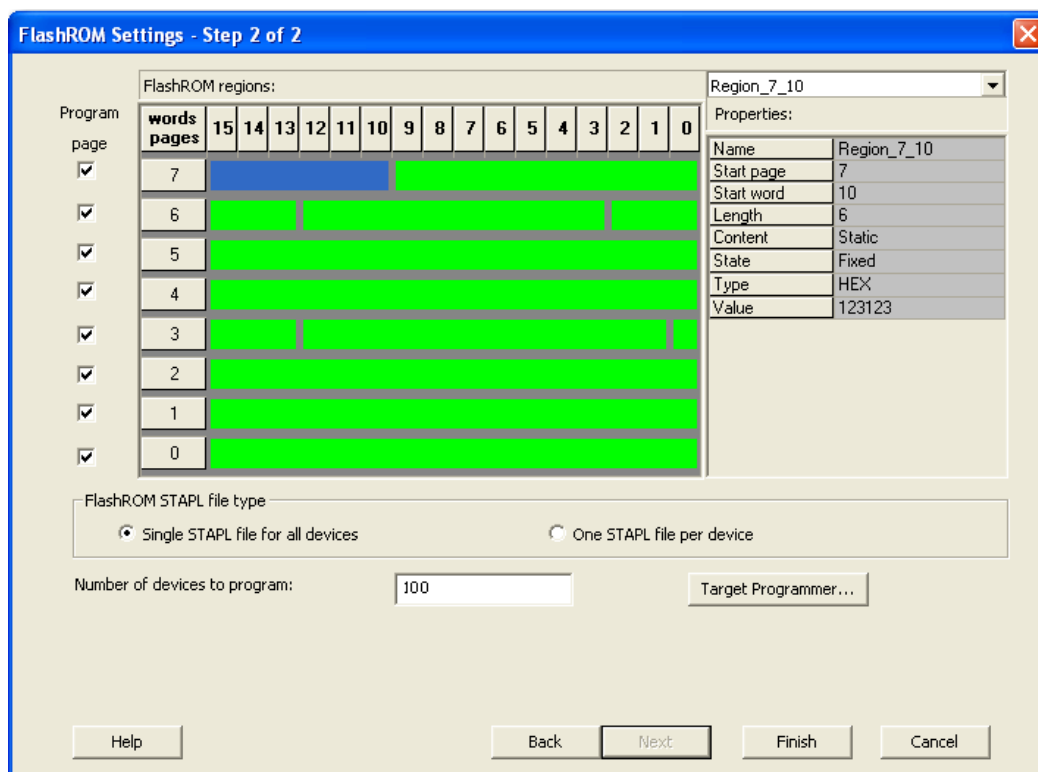 FlashROM Settings - Step 2 of 2
FlashROM regions:
Region_7_10
Program
page
words
pages
15 14 13 12 11 10 9 8 7 6 5 4 3 2 1 0
Properties:
Name Region_7_10
Start page 7
Start word 10
Length 6
Content Static
State Fixed
Type HEX
Value 123123
7
6
5
4
3
2
1
0
FlashROM STAPL file type
Single STAPL file for all devices One STAPL file per device
Number of devices to program: 100 Target Programmer...
Help Back Next Finish Cancel